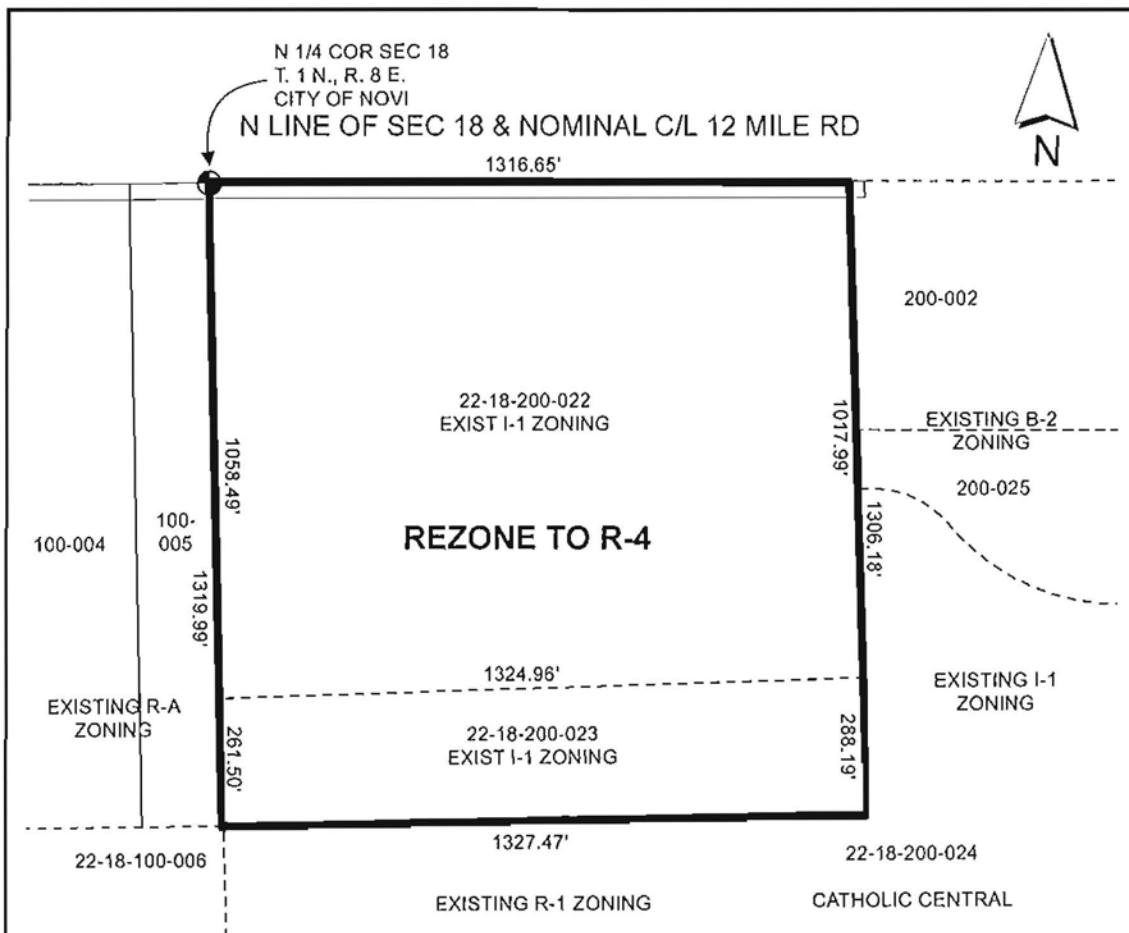 N 1/4 COR SEC 18
T. 1 N., R. 8 E.
CITY OF NOVI
N LINE OF SEC 18 & NOMINAL C/L 12 MILE RD
1316.65'
N
200-002
22-18-200-022
EXIST I-1 ZONING
1058.49'
1017.99'
EXISTING B-2
ZONING
200-025
100-004
100-
005
REZONE TO R-4
1319.99'
1306.18'
1324.96'
EXISTING R-A
ZONING
EXISTING I-1
ZONING
261.50'
22-18-200-023
EXIST I-1 ZONING
288.19'
1327.47'
22-18-100-006
22-18-200-024
EXISTING R-1 ZONING
CATHOLIC CENTRAL